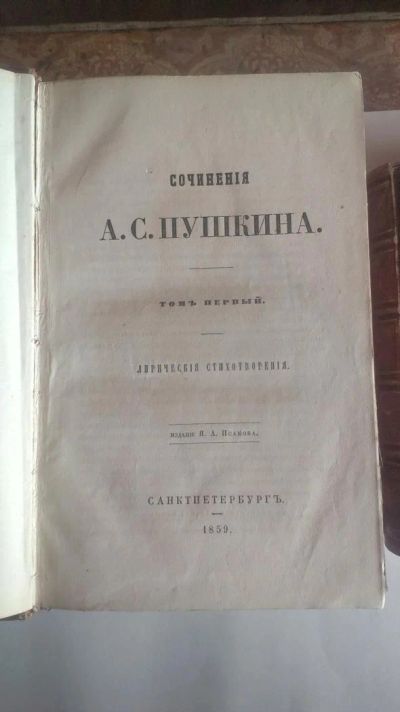 СОЧИНЕНІЯ
А. С. ПУШКИНА.
ТОМЪ ПЕРВЫЙ.
ЛИРИЧЕСКІЯ СТИХОТВОРЕНІЯ.
ИЗДАНІЕ Я. А. ИСАКОВА.
САНКТПЕТЕРБУРГЪ.
1859.